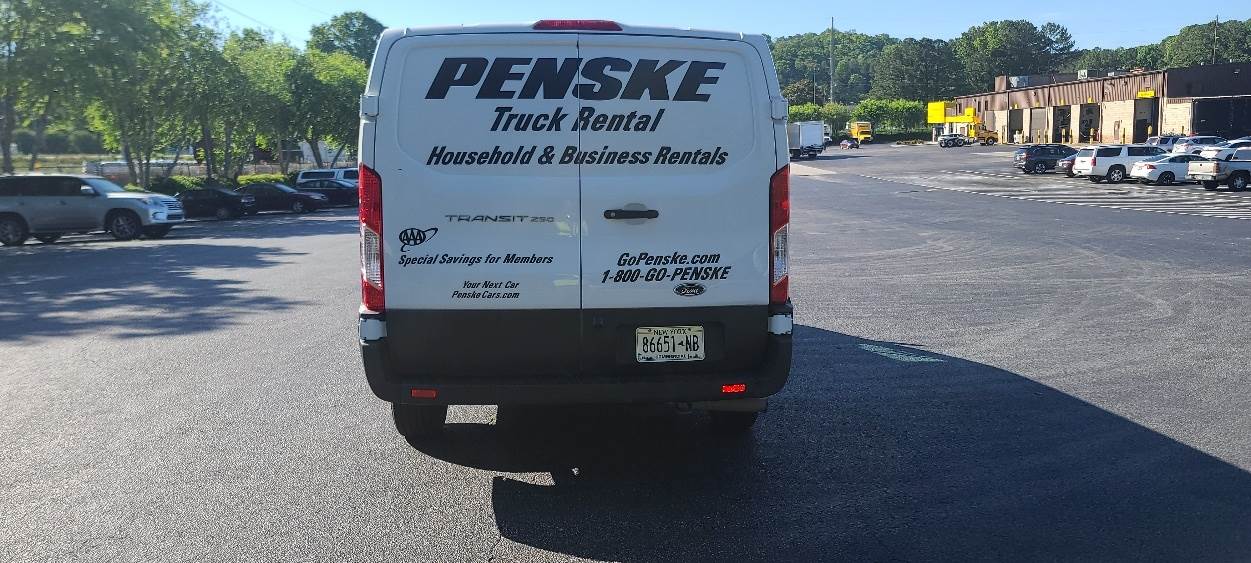 PENSKE
Truck Rental
Household & Business Rentals
TRANSIT 250
AAA
Special Savings for Members
GoPenske.com
1-800-GO-PENSKE
Your Next Car
PenskeCars.com
Ford
NEW YORK
86651-NB